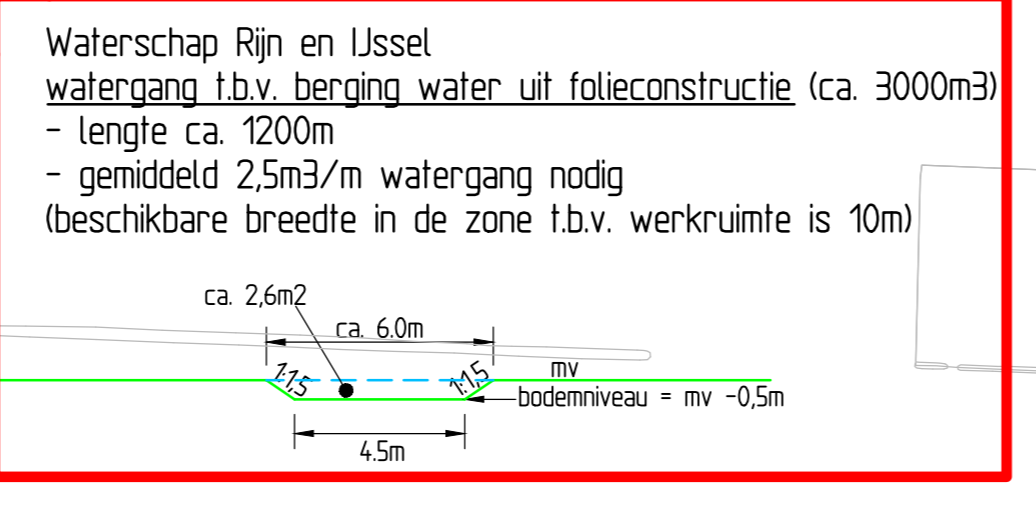 Waterschap Rijn en IJssel
watergang t.b.v. berging water uit folieconstructie (ca. 3000m3)
- lengte ca. 1200m
- gemiddeld 2,5m3/m watergang nodig
(beschikbare breedte in de zone t.b.v. werkruimte is 10m)
ca. 2,6m2
ca. 6.0m
1:1,5
1:1,5
mv
bodemniveau = mv -0,5m
4.5m